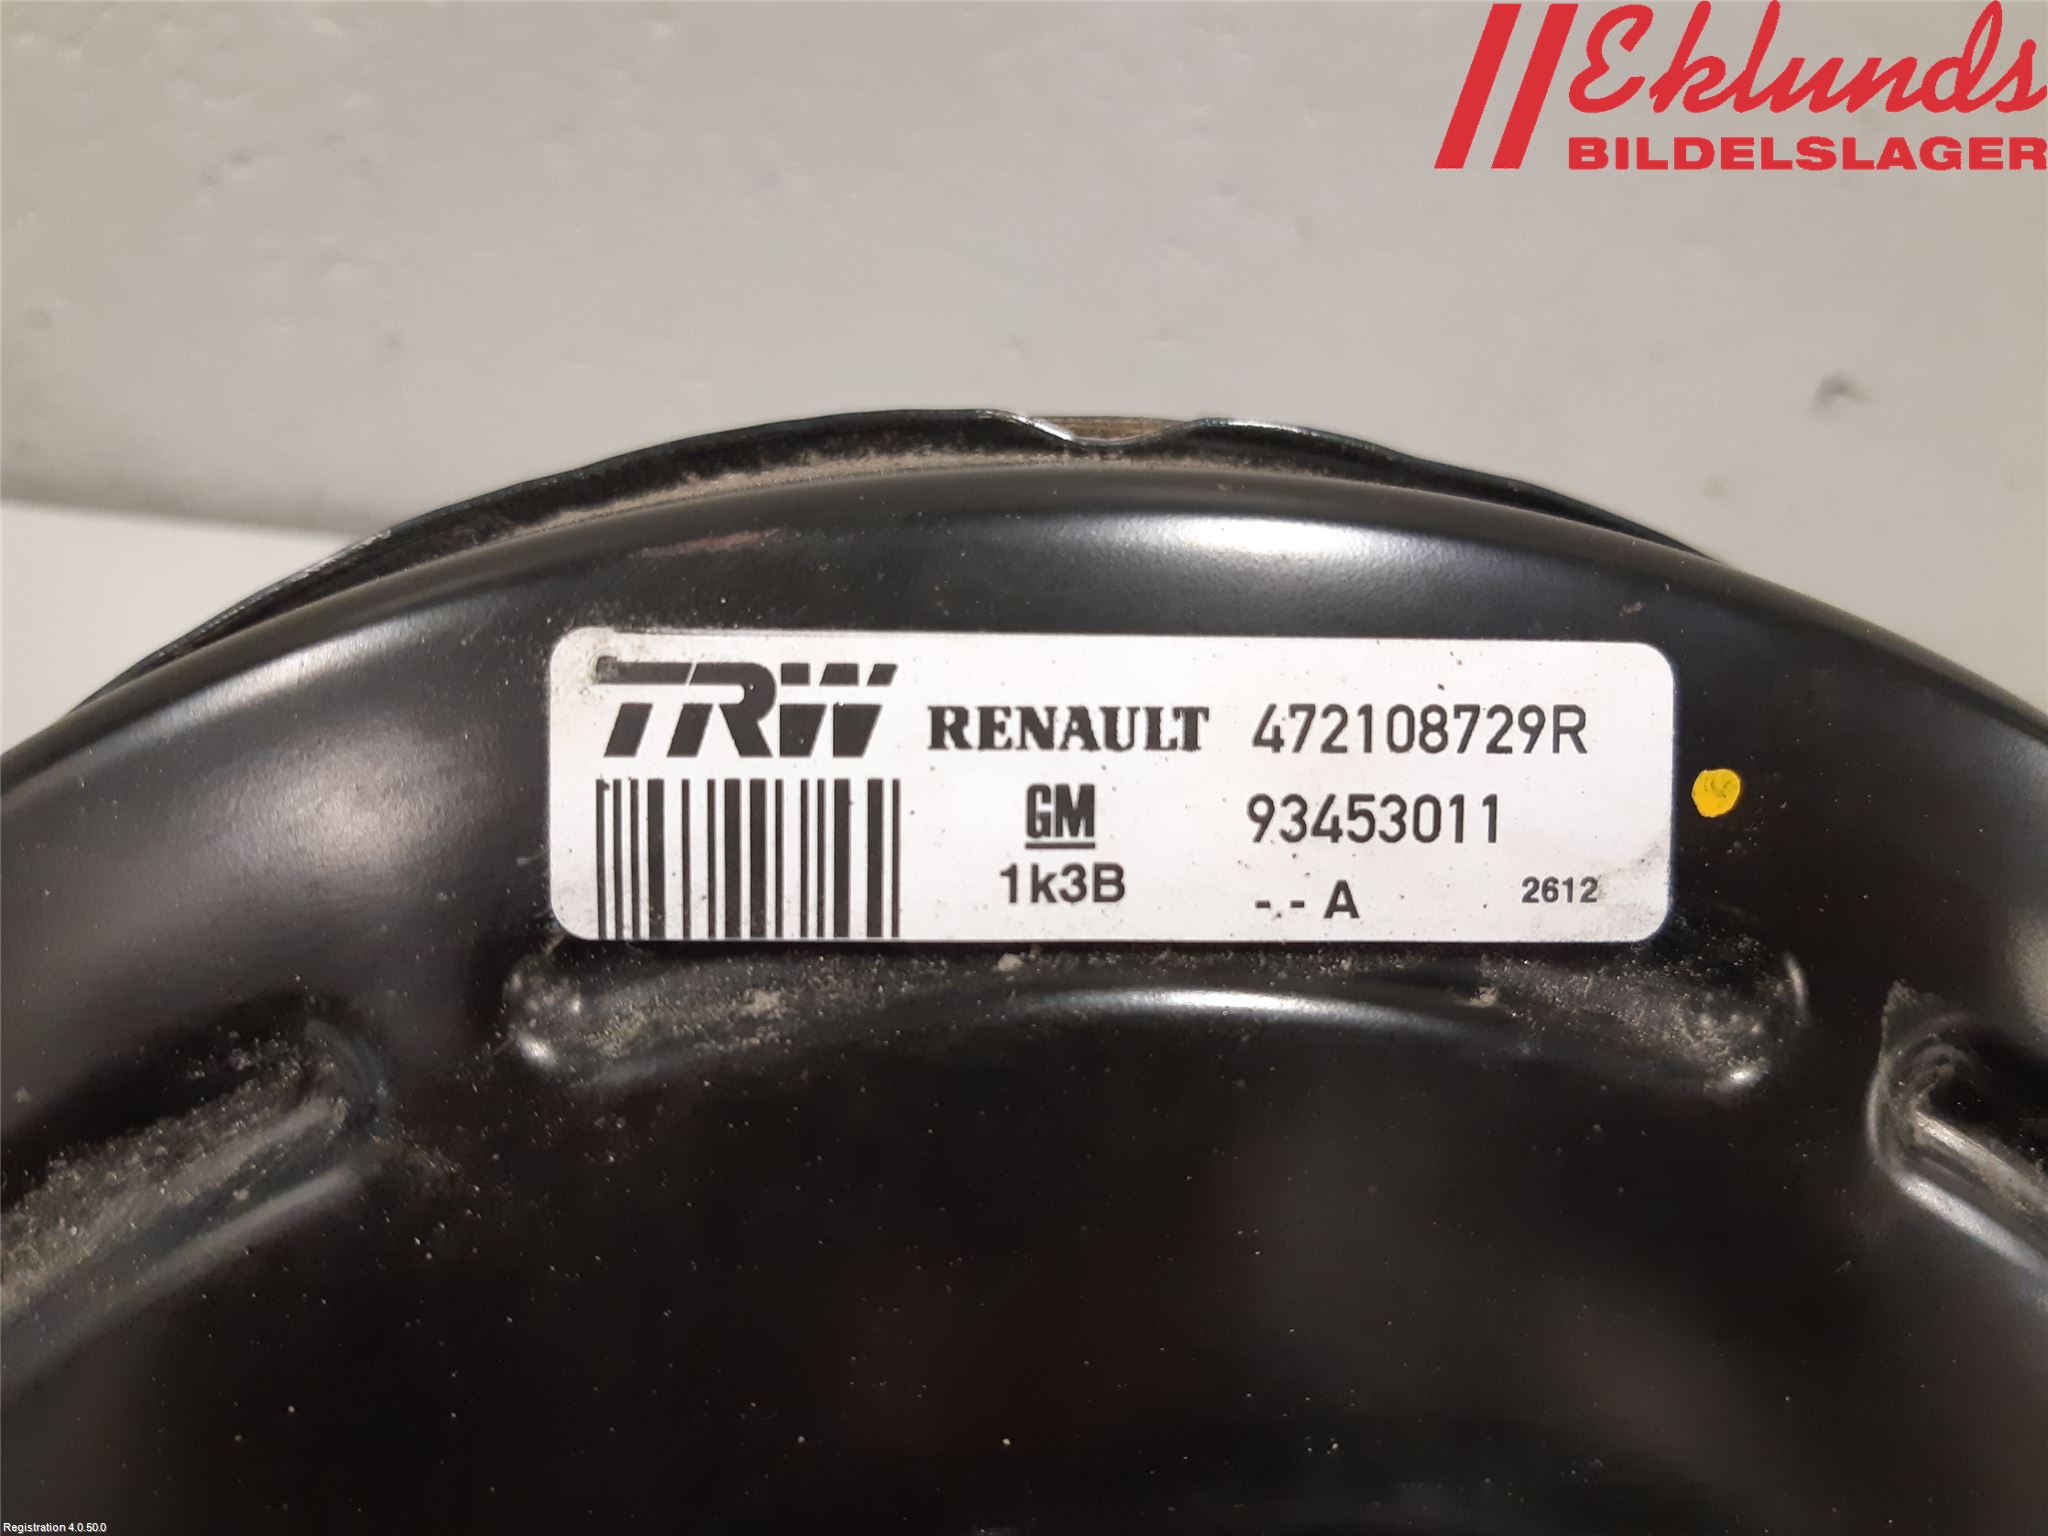 Eklunds
BILDELSLAGER
TRW RENAULT 472108729R
GM 93453011
1k3B - - A 2612
Registration 4.0.50.0